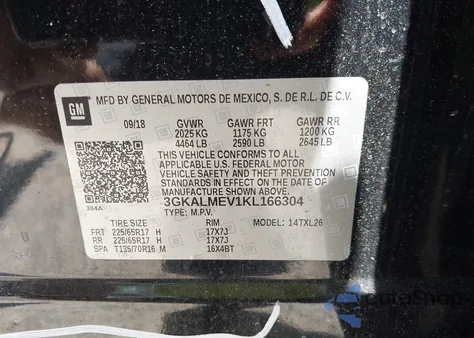 GM
MFD BY GENERAL MOTORS DE MEXICO, S. DE R.L. DE C.V.
09/18 GVWR GAWR FRT GAWR RR
2025 KG 1175 KG 1200 KG
4464 LB 2590 LB 2645 LB
THIS VEHICLE CONFORMS TO ALL
APPLICABLE U.S. FEDERAL MOTOR
VEHICLE SAFETY AND THEFT PREVENTION
STANDARDS IN EFFECT ON THE DATE OF
MANUFACTURE SHOWN ABOVE.
384A 3GKALMEV1KL166304
TYPE: M.P.V. MODEL: 14TXL26
TIRE SIZE RIM
FRT 225/65R17 H 17X7J
RR 225/65R17 H 17X7J
SPA T135/70R16 M 16X4BT
AutoSnap